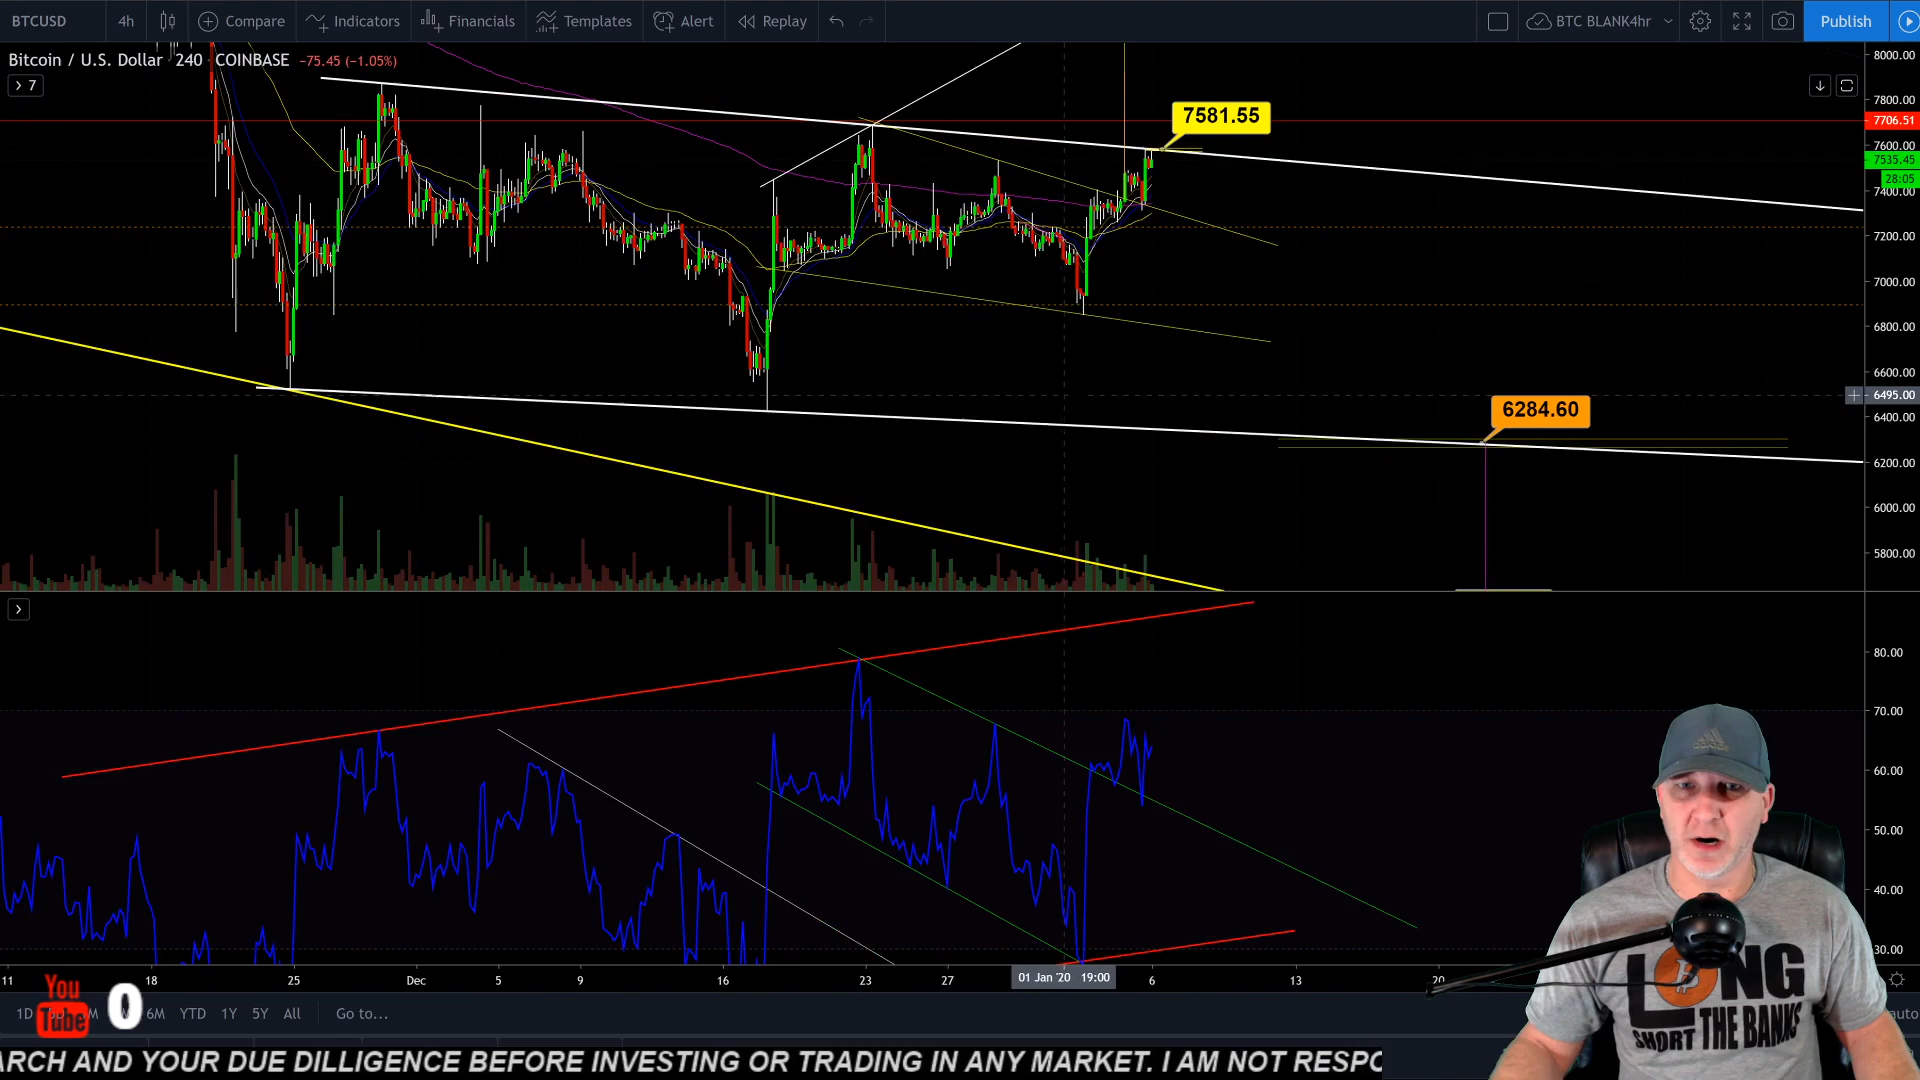 BTCUSD 4h Compare Indicators Financials Templates Alert Replay BTC BLANK4hr Publish
Bitcoin / U.S. Dollar 240 COINBASE −75.45 (−1.05%)
7
8000.00
7800.00
7706.51
7600.00
7535.45
28:05
7400.00
7200.00
7000.00
6800.00
6600.00
6495.00
6400.00
6200.00
6000.00
5800.00
7581.55
6284.60
80.00
70.00
60.00
50.00
40.00
30.00
11 18 25 Dec 5 9 16 23 27 01 Jan '20 19:00 6 13 20
You
Tube
0
1D 6M YTD 1Y 5Y All Go to... auto
LONG
SHORT THE BANKS
ARCH AND YOUR DUE DILLIGENCE BEFORE INVESTING OR TRADING IN ANY MARKET. I AM NOT RESPO